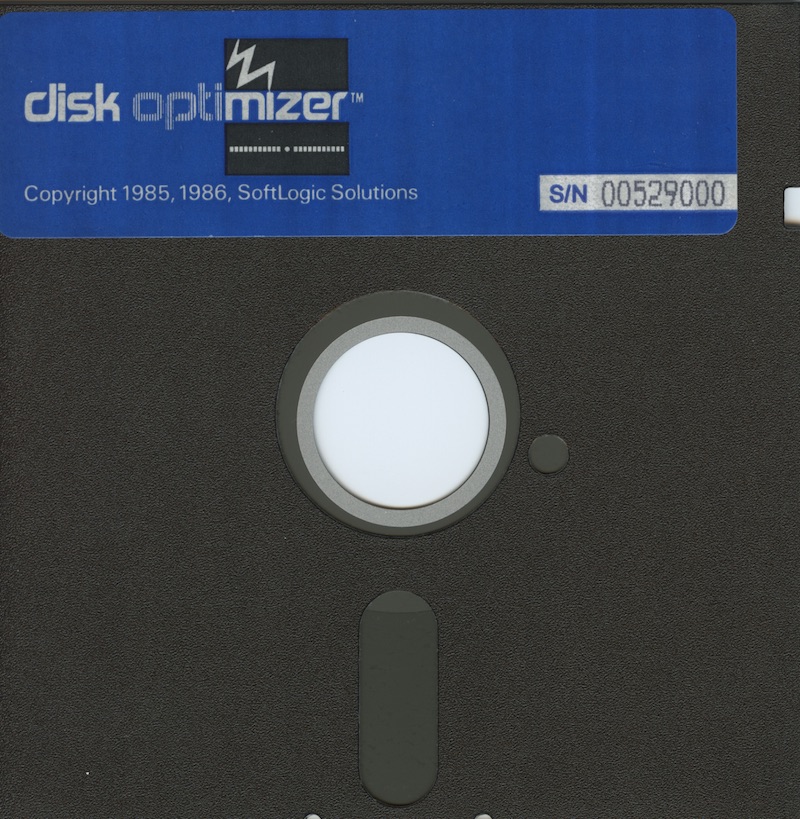 disk optimizer™
Copyright 1985, 1986, SoftLogic Solutions
S/N 00529000